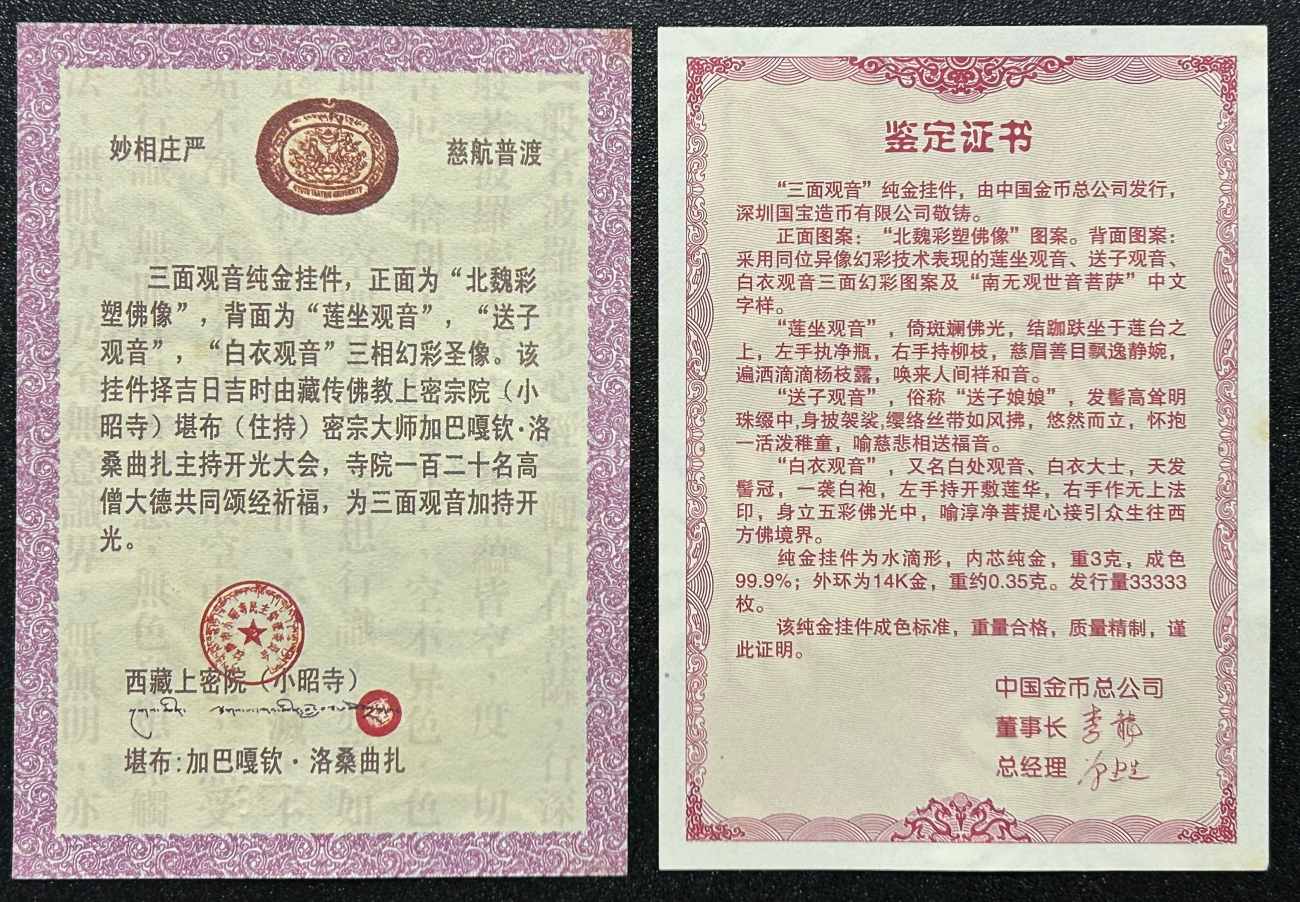 妙相庄严
慈航普渡
GYUTO TANTRIC UNIVERSITY
三面观音纯金挂件，正面为“北魏彩
塑佛像”，背面为“莲坐观音”，“送子
观音”，“白衣观音”三相幻彩圣像。该
挂件择吉日吉时由藏传佛教上密宗院（小
昭寺）堪布（住持）密宗大师加巴嘎钦·洛
桑曲扎主持开光大会，寺院一百二十名高
僧大德共同颂经祈福，为三面观音加持开
光。
西藏上密院（小昭寺）
堪布:加巴嘎钦·洛桑曲扎
鉴定证书
“三面观音”纯金挂件，由中国金币总公司发行，
深圳国宝造币有限公司敬铸。
正面图案：“北魏彩塑佛像”图案。背面图案：
采用同位异像幻彩技术表现的莲坐观音、送子观音、
白衣观音三面幻彩图案及“南无观世音菩萨”中文
字样。
“莲坐观音”，倚斑斓佛光，结跏趺坐于莲台之
上，左手执净瓶，右手持柳枝，慈眉善目飘逸静婉，
遍洒滴滴杨枝露，唤来人间祥和音。
“送子观音”，俗称“送子娘娘”，发髻高耸明
珠缀中,身披袈裟,缨络丝带如风拂，悠然而立，怀抱
一活泼稚童，喻慈悲相送福音。
“白衣观音”，又名白处观音、白衣大士，天发
髻冠，一袭白袍，左手持开敷莲华，右手作无上法
印，身立五彩佛光中，喻淳净菩提心接引众生往西
方佛境界。
纯金挂件为水滴形，内芯纯金，重3克，成色
99.9%；外环为14K金，重约0.35克。发行量33333
枚。
该纯金挂件成色标准，重量合格，质量精制，谨
此证明。
中国金币总公司
董事长
总经理